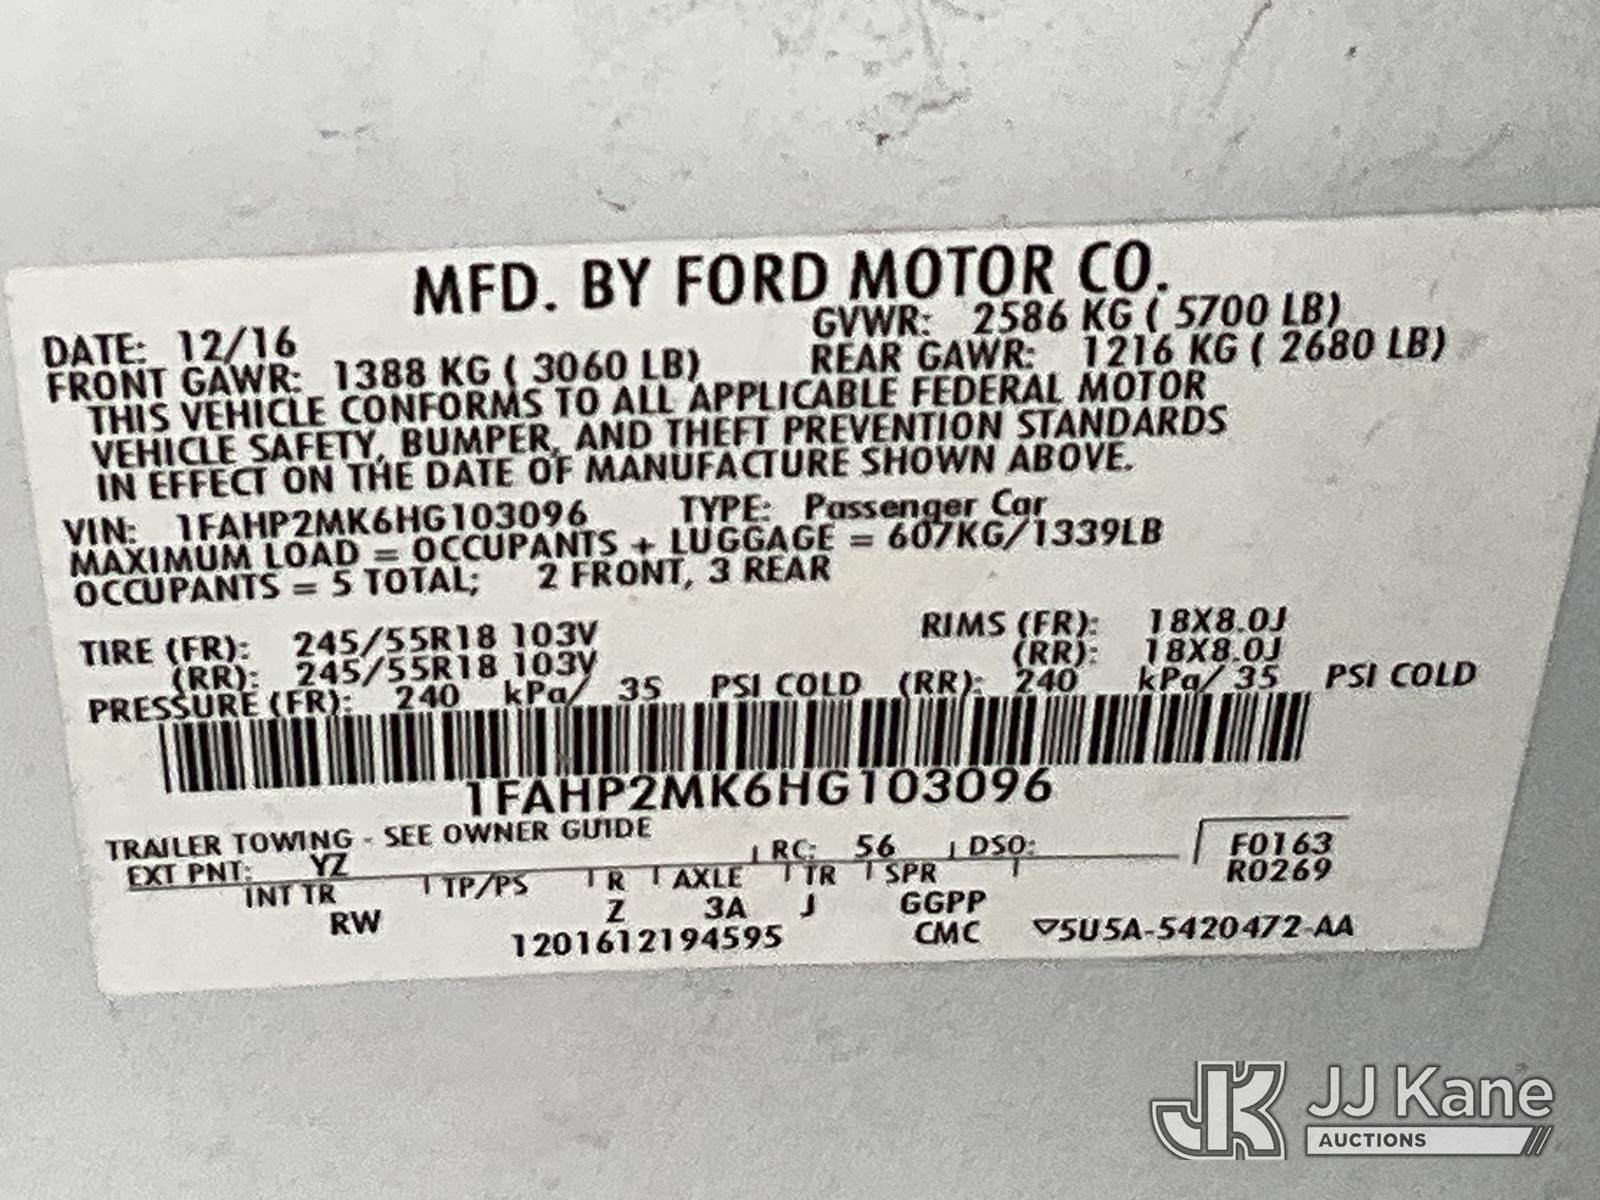 MFD. BY FORD MOTOR CO.
DATE: 12/16 GVWR: 2586 KG ( 5700 LB)
FRONT GAWR: 1388 KG ( 3060 LB) REAR GAWR: 1216 KG ( 2680 LB)
THIS VEHICLE CONFORMS TO ALL APPLICABLE FEDERAL MOTOR
VEHICLE SAFETY, BUMPER, AND THEFT PREVENTION STANDARDS
IN EFFECT ON THE DATE OF MANUFACTURE SHOWN ABOVE.
VIN: 1FAHP2MK6HG103096 TYPE: Passenger Car
MAXIMUM LOAD = OCCUPANTS + LUGGAGE = 607KG/1339LB
OCCUPANTS = 5 TOTAL; 2 FRONT, 3 REAR
TIRE (FR): 245/55R18 103V RIMS (FR): 18X8.0J
(RR): 245/55R18 103V (RR): 18X8.0J
PRESSURE (FR): 240 kPa/ 35 PSI COLD (RR): 240 kPa/ 35 PSI COLD
1FAHP2MK6HG103096
TRAILER TOWING - SEE OWNER GUIDE
EXT PNT: YZ RC: 56 DSO: F0163
INT TR TP/PS R AXLE TR SPR R0269
RW Z 3A J GGPP
1201612194595 CMC ▽5U5A-5420472-AA
JK JJ Kane
AUCTIONS